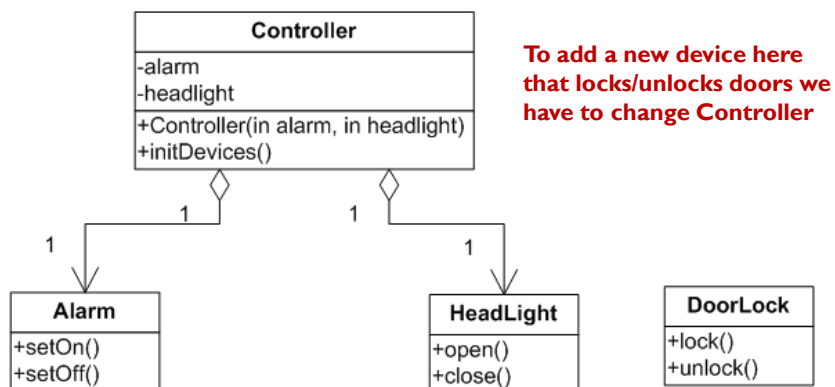 Controller
-alarm
-headlight
+Controller(in alarm, in headlight)
+initDevices()
To add a new device here
that locks/unlocks doors we
have to change Controller
1
1
1
1
Alarm
+setOn()
+setOff()
HeadLight
+open()
+close()
DoorLock
+lock()
+unlock()